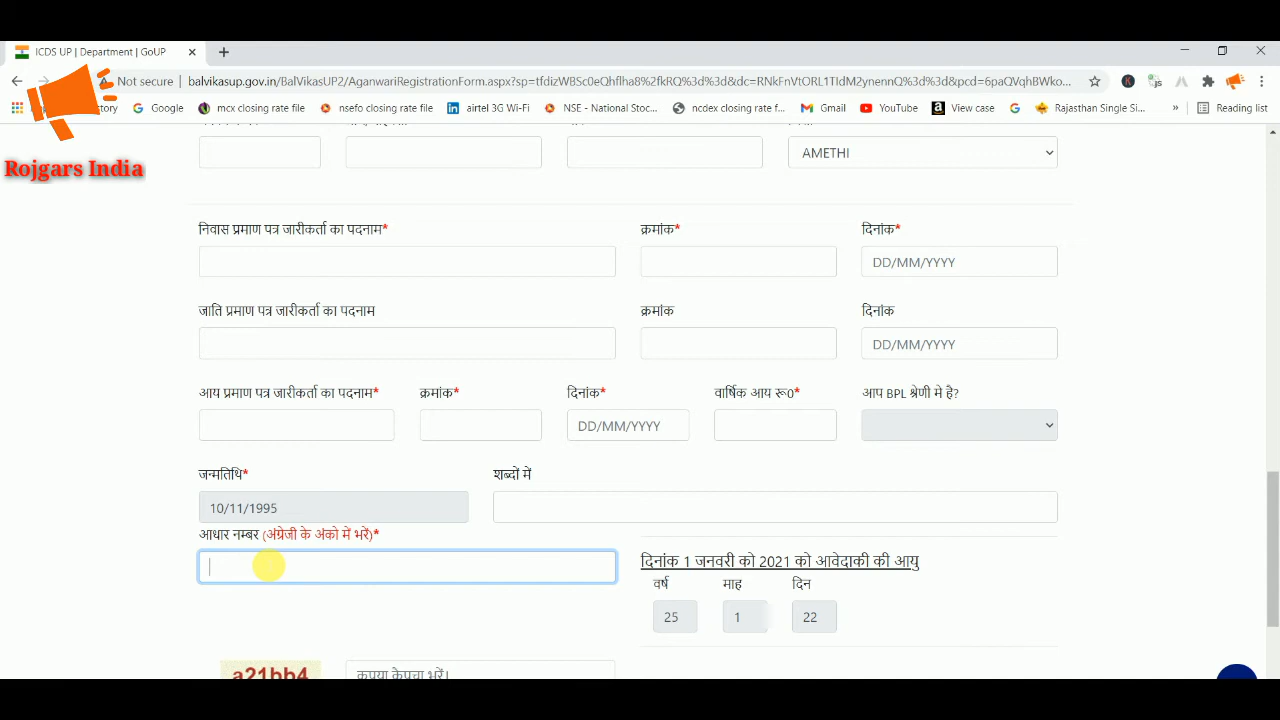 ICDS UP | Department | GoUP
Not secure
balvikasup.gov.in/BalVikasUP2/AganwariRegistrationForm.aspx?sp=tfdizW8Sc0eQhflha8%2fkRQ%3d%3d&dc=RNkFnVtORL1TIdM2ynennQ%3d%3d&pcd=6paQVqhBWko...
Google
mcx closing rate file
nsefo closing rate file
airtel 3G Wi-Fi
NSE - National Stoc...
ncdex closing rate f...
Gmail
YouTube
View case
Rajasthan Single Si...
»
Reading list
Rojgars India
AMETHI
निवास प्रमाण पत्र जारीकर्ता का पदनाम* क्रमांक* दिनांक*
DD/MM/YYYY
जाति प्रमाण पत्र जारीकर्ता का पदनाम क्रमांक दिनांक
DD/MM/YYYY
आय प्रमाण पत्र जारीकर्ता का पदनाम* क्रमांक* दिनांक* वार्षिक आय रू0* आप BPL श्रेणी मे है?
DD/MM/YYYY
जन्मतिथि* शब्दों में
10/11/1995
आधार नम्बर (अंग्रेजी के अंको में भरें)*
दिनांक 1 जनवरी को 2021 को आवेदाकी की आयु
वर्ष माह दिन
25 1 22
a21bb4 कृपया कैप्चा भरें।